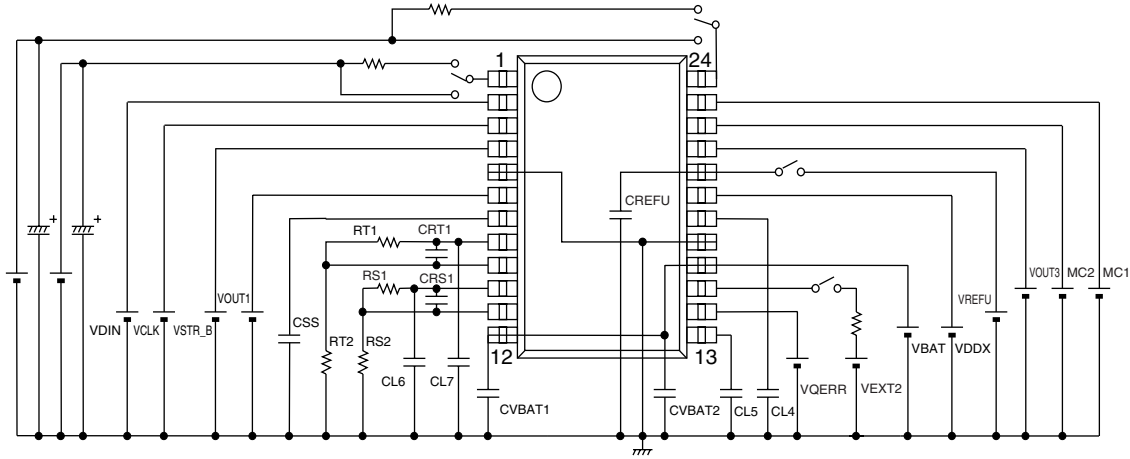 +
+
1
24
CREFU
RT1
CRT1
RS1
CRS1
VOUT1
VOUT3
MC2
MC1
VREFU
VDIN
VCLK
VSTR_B
CSS
RT2
RS2
12
13
VBAT
VDDX
CL6
CL7
VQERR
VEXT2
CVBAT1
CVBAT2
CL5
CL4